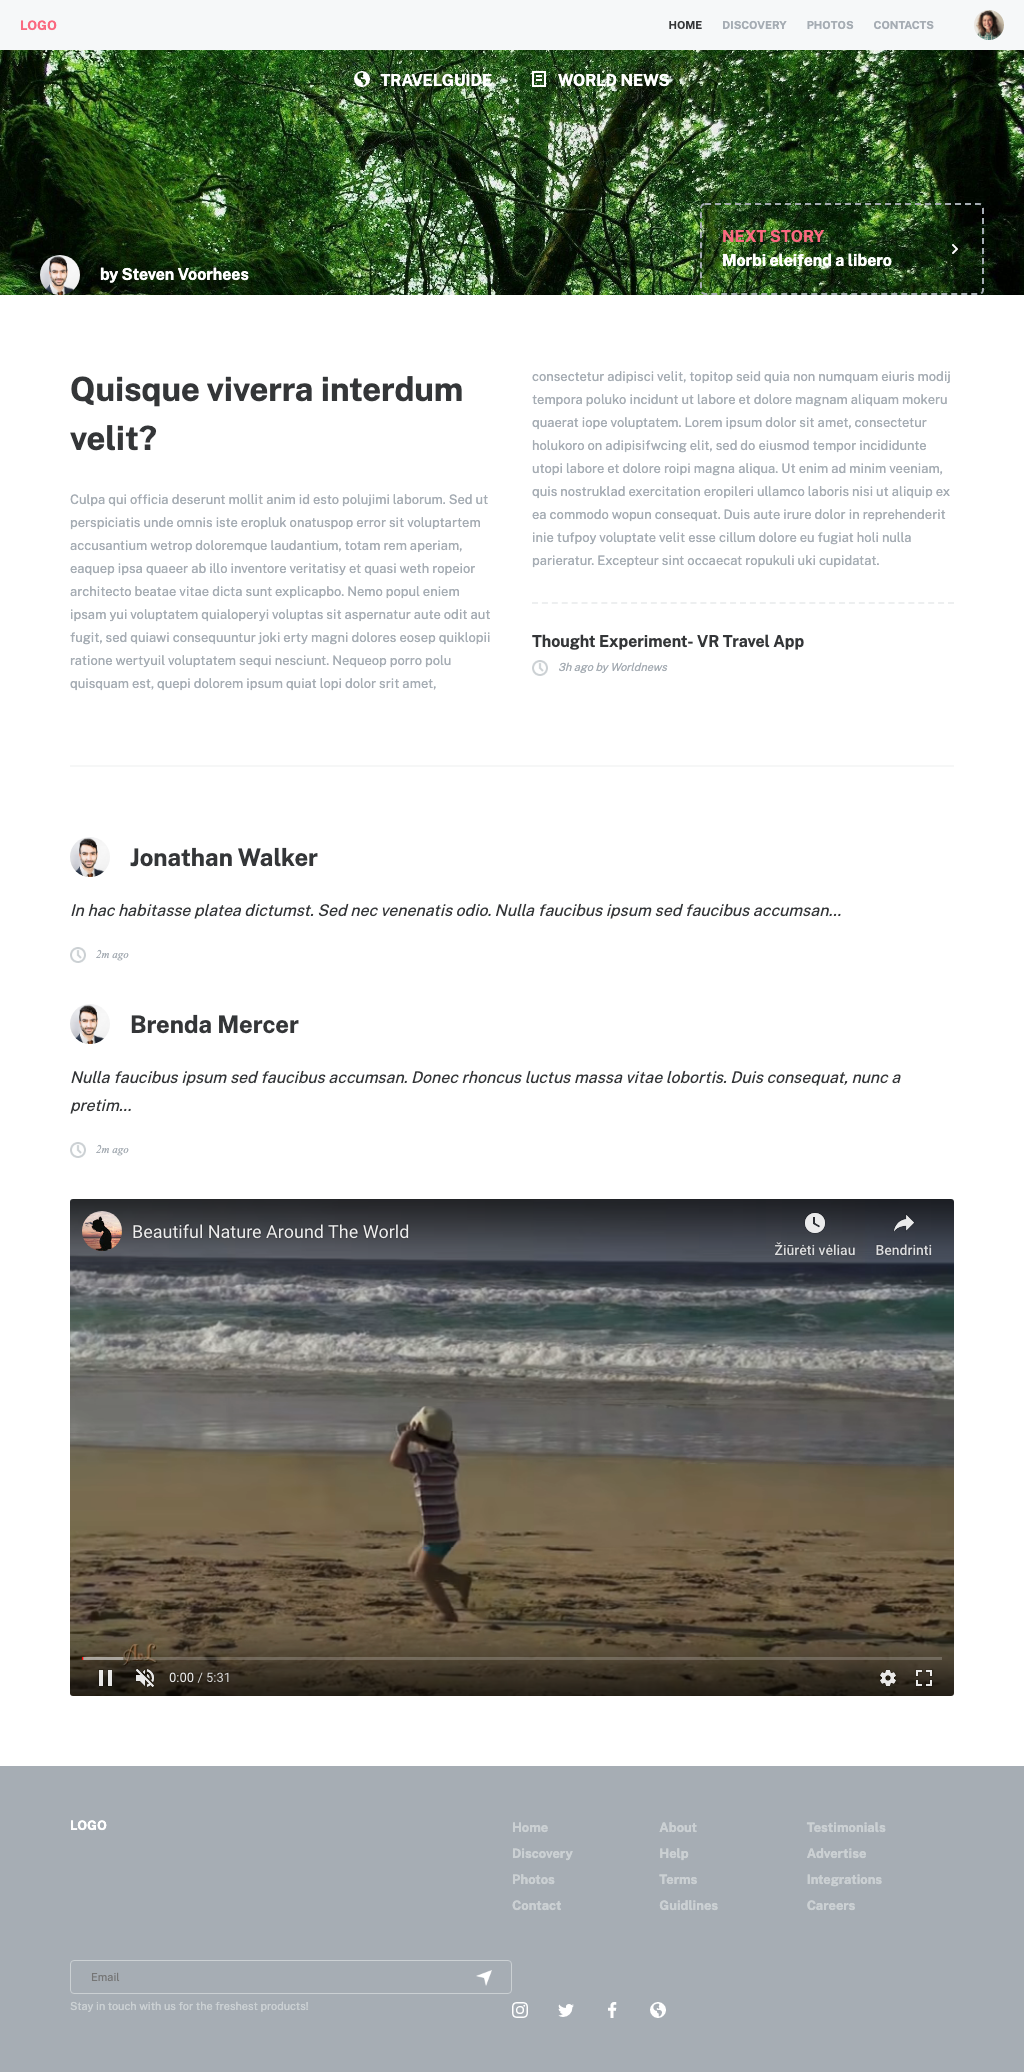 LOGO
HOME DISCOVERY PHOTOS CONTACTS
TRAVELGUIDE WORLD NEWS
NEXT STORY
Morbi eleifend a libero
by Steven Voorhees
Quisque viverra interdum
velit?
Culpa qui officia deserunt mollit anim id esto polujimi laborum. Sed ut
perspiciatis unde omnis iste eropluk onatuspop error sit voluptartem
accusantium wetrop doloremque laudantium, totam rem aperiam,
eaquep ipsa quaeer ab illo inventore veritatisy et quasi weth ropeior
architecto beatae vitae dicta sunt explicapbo. Nemo popul eniem
ipsam yui voluptatem quialoperyi voluptas sit aspernatur aute odit aut
fugit, sed quiawi consequuntur joki erty magni dolores eosep quiklopii
ratione wertyuil voluptatem sequi nesciunt. Nequeop porro polu
quisquam est, quepi dolorem ipsum quiat lopi dolor srit amet,
consectetur adipisci velit, topitop seid quia non numquam eiuris modij
tempora poluko incidunt ut labore et dolore magnam aliquam mokeru
quaerat iope voluptatem. Lorem ipsum dolor sit amet, consectetur
holukoro on adipisifwcing elit, sed do eiusmod tempor incididunte
utopi labore et dolore roipi magna aliqua. Ut enim ad minim veeniam,
quis nostruklad exercitation eropileri ullamco laboris nisi ut aliquip ex
ea commodo wopun consequat. Duis aute irure dolor in reprehenderit
inie tufpoy voluptate velit esse cillum dolore eu fugiat holi nulla
parieratur. Excepteur sint occaecat ropukuli uki cupidatat.
Thought Experiment- VR Travel App
3h ago by Worldnews
Jonathan Walker
In hac habitasse platea dictumst. Sed nec venenatis odio. Nulla faucibus ipsum sed faucibus accumsan...
2m ago
Brenda Mercer
Nulla faucibus ipsum sed faucibus accumsan. Donec rhoncus luctus massa vitae lobortis. Duis consequat, nunc a
pretim...
2m ago
Beautiful Nature Around The World
Žiūrėti vėliau Bendrinti
0:00 / 5:31
LOGO
Home
Discovery
Photos
Contact
About
Help
Terms
Guidlines
Testimonials
Advertise
Integrations
Careers
Email
Stay in touch with us for the freshest products!